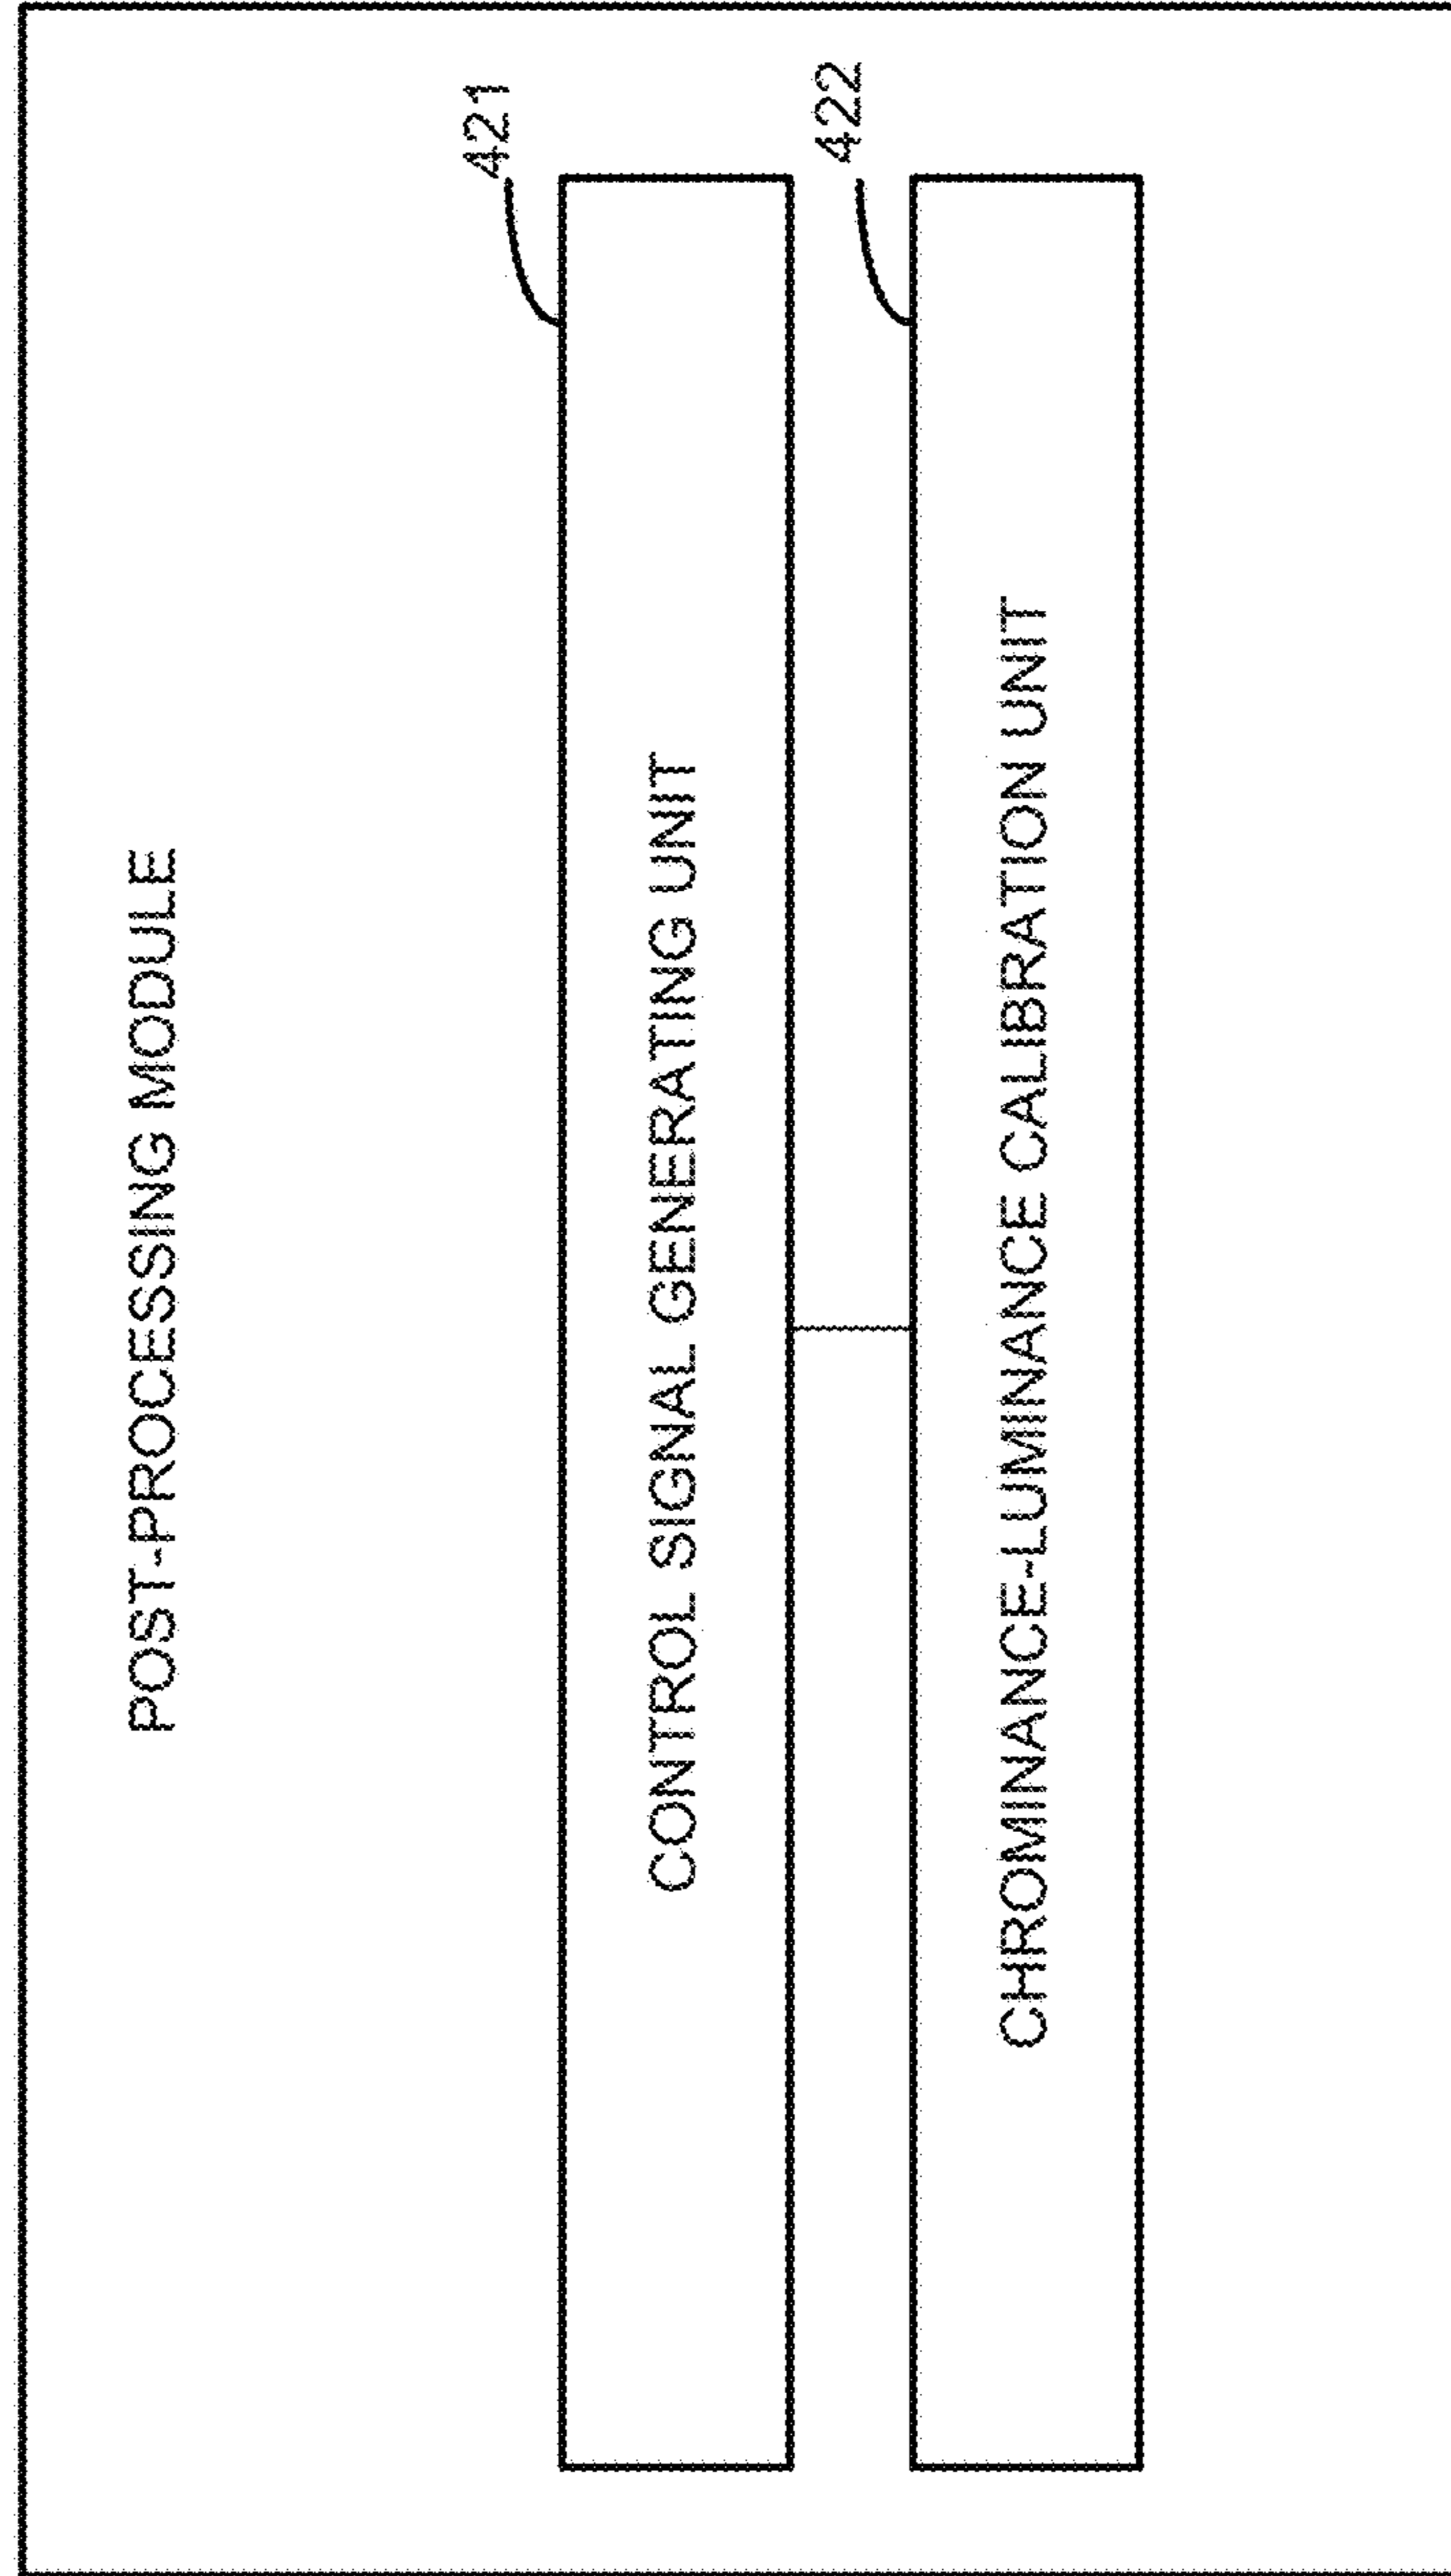 POST-PROCESSING MODULE
421
CONTROL SIGNAL GENERATING UNIT
422
CHROMINANCE-LUMINANCE CALIBRATION UNIT